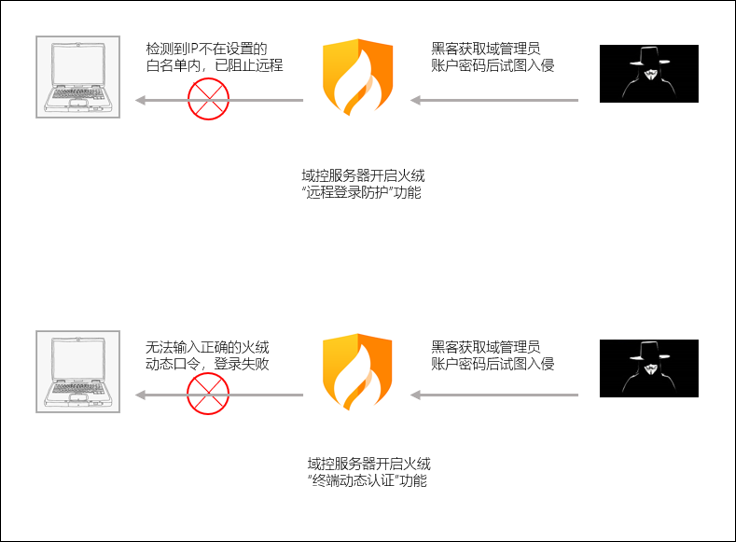 检测到IP不在设置的
白名单内，已阻止远程
黑客获取域管理员
账户密码后试图入侵
域控服务器开启火绒
“远程登录防护”功能
无法输入正确的火绒
动态口令，登录失败
黑客获取域管理员
账户密码后试图入侵
域控服务器开启火绒
“终端动态认证”功能